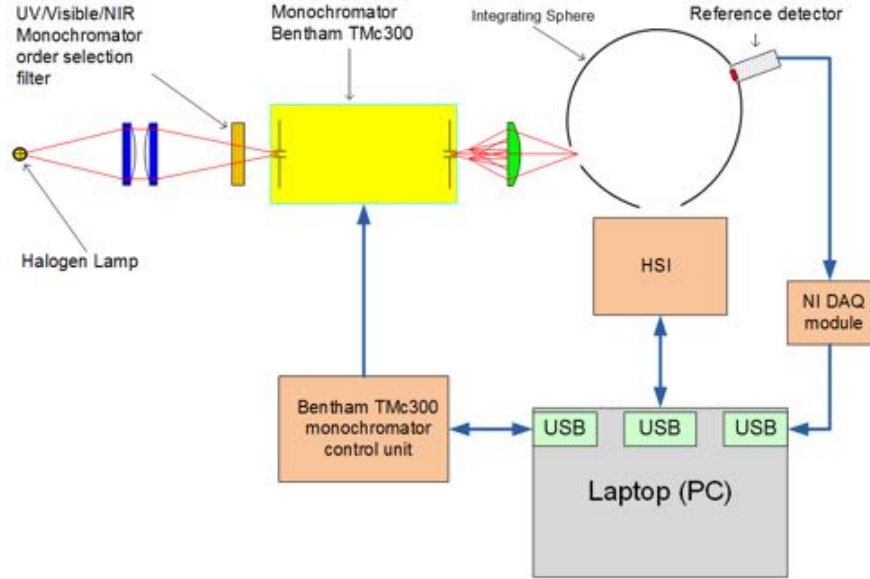 UV/Visible/NIR
Monochromator
order selection
filter
Monochromator
Bentham TMc300
Integrating Sphere
Reference detector
Halogen Lamp
HSI
NI DAQ
module
Bentham TMc300
monochromator
control unit
USB
USB
USB
Laptop (PC)